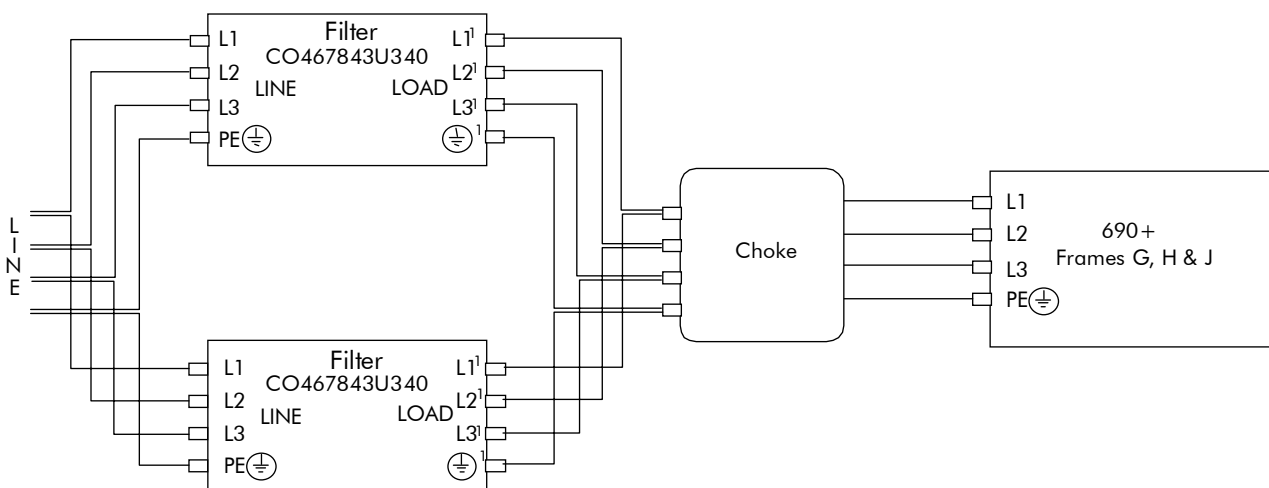 Filter
CO467843U340
L1 L1¹
L2 L2¹
LINE LOAD
L3 L3¹
PE ¹
L
I
N
E
Choke
L1
L2
L3
PE
690+
Frames G, H & J
Filter
CO467843U340
L1 L1¹
L2 L2¹
LINE LOAD
L3 L3¹
PE ¹